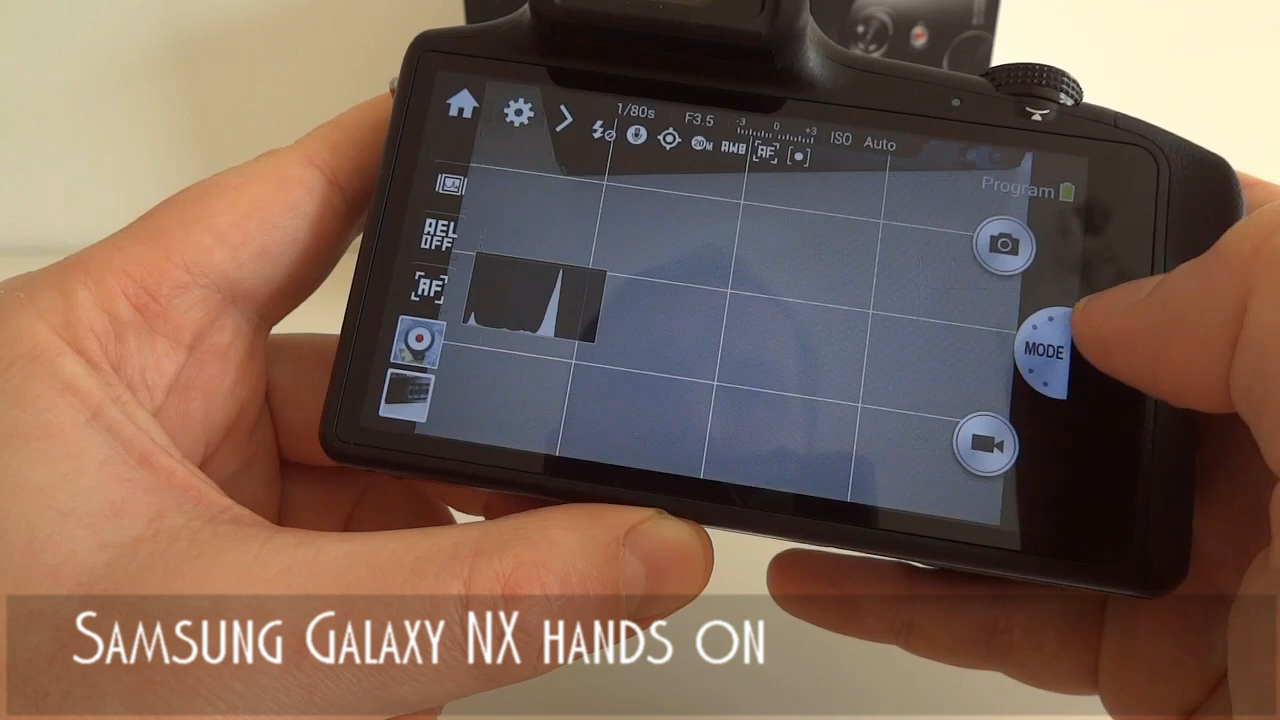 1/80s F3.5 -3 0 +3 ISO Auto
20M AWB AF
Program
AEL
OFF
AF
MODE
SAMSUNG GALAXY NX HANDS ON